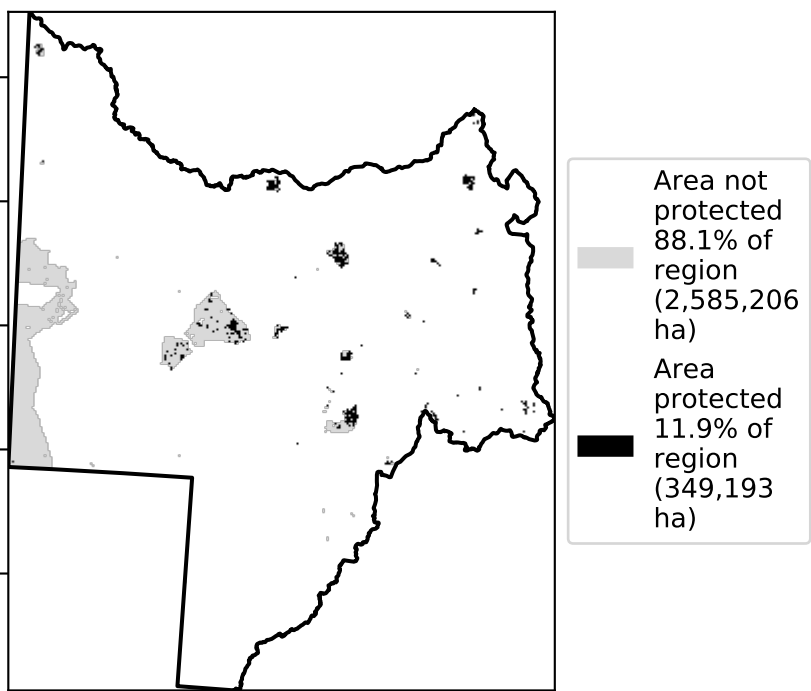 Area not
protected
88.1% of
region
(2,585,206
ha)
Area
protected
11.9% of
region
(349,193
ha)